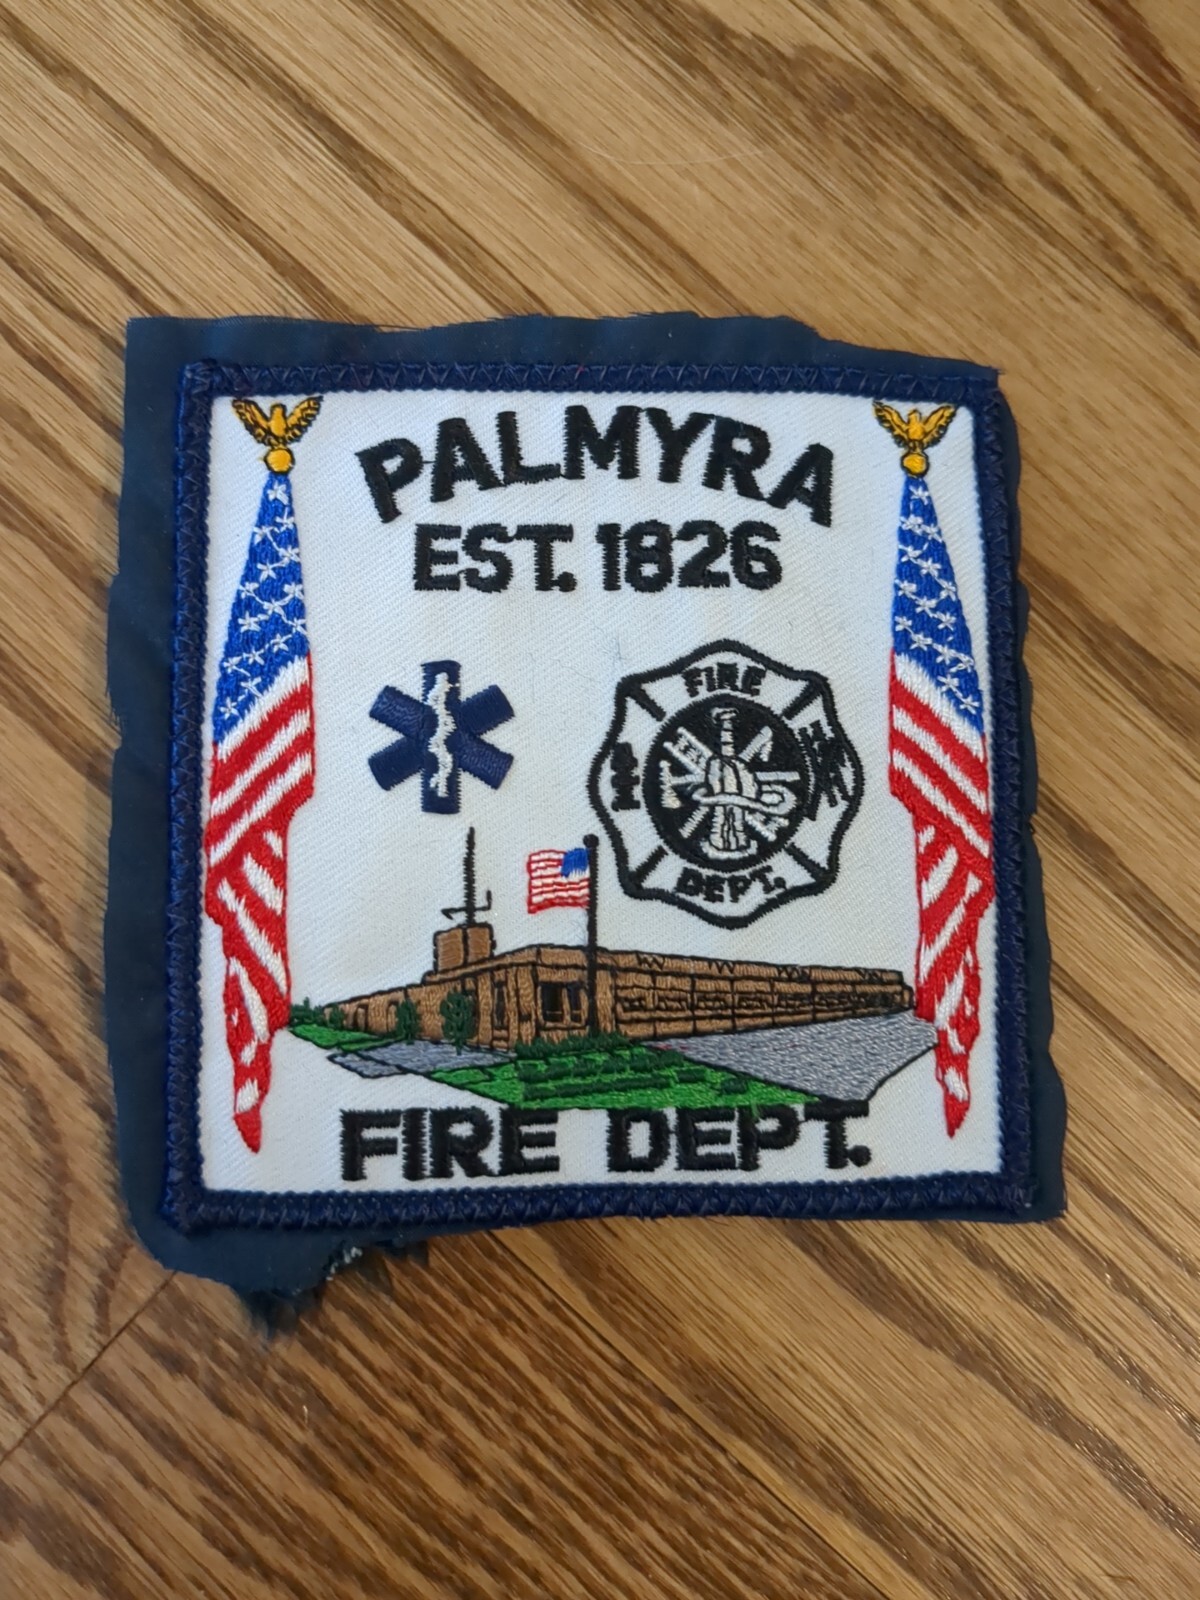 PALMYRA
EST. 1826
FIRE
DEPT.
FIRE DEPT.